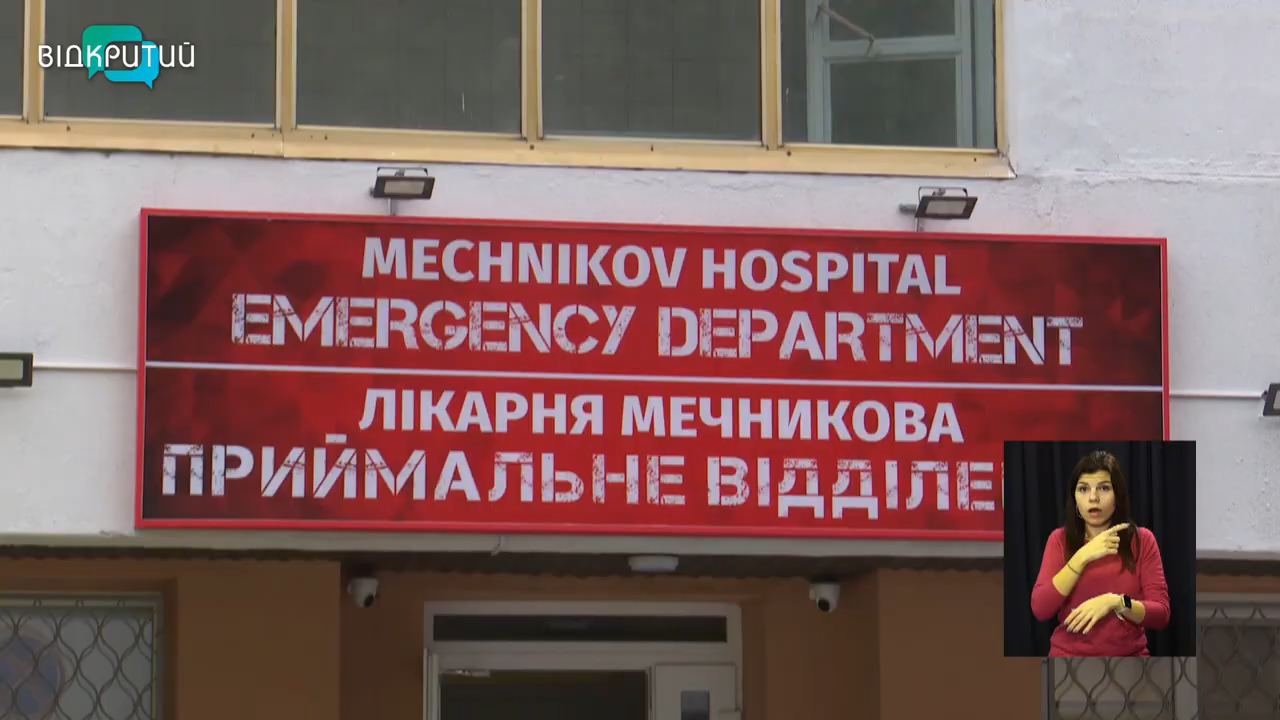 ВІДКРИТИЙ
MECHNIKOV HOSPITAL
EMERGENCY DEPARTMENT
ЛІКАРНЯ МЕЧНИКОВА
ПРИЙМАЛЬНЕ